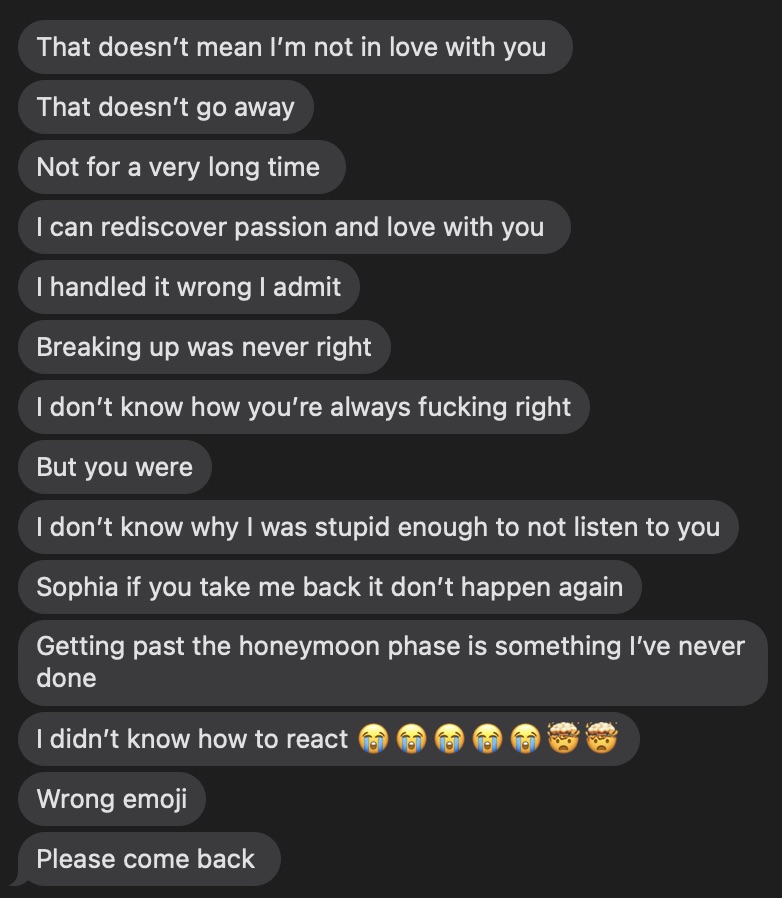 That doesn’t mean I’m not in love with you
That doesn’t go away
Not for a very long time
I can rediscover passion and love with you
I handled it wrong I admit
Breaking up was never right
I don’t know how you’re always fucking right
But you were
I don’t know why I was stupid enough to not listen to you
Sophia if you take me back it don’t happen again
Getting past the honeymoon phase is something I’ve never
done
I didn’t know how to react 😭😭😭😭😭🤯🤯
Wrong emoji
Please come back